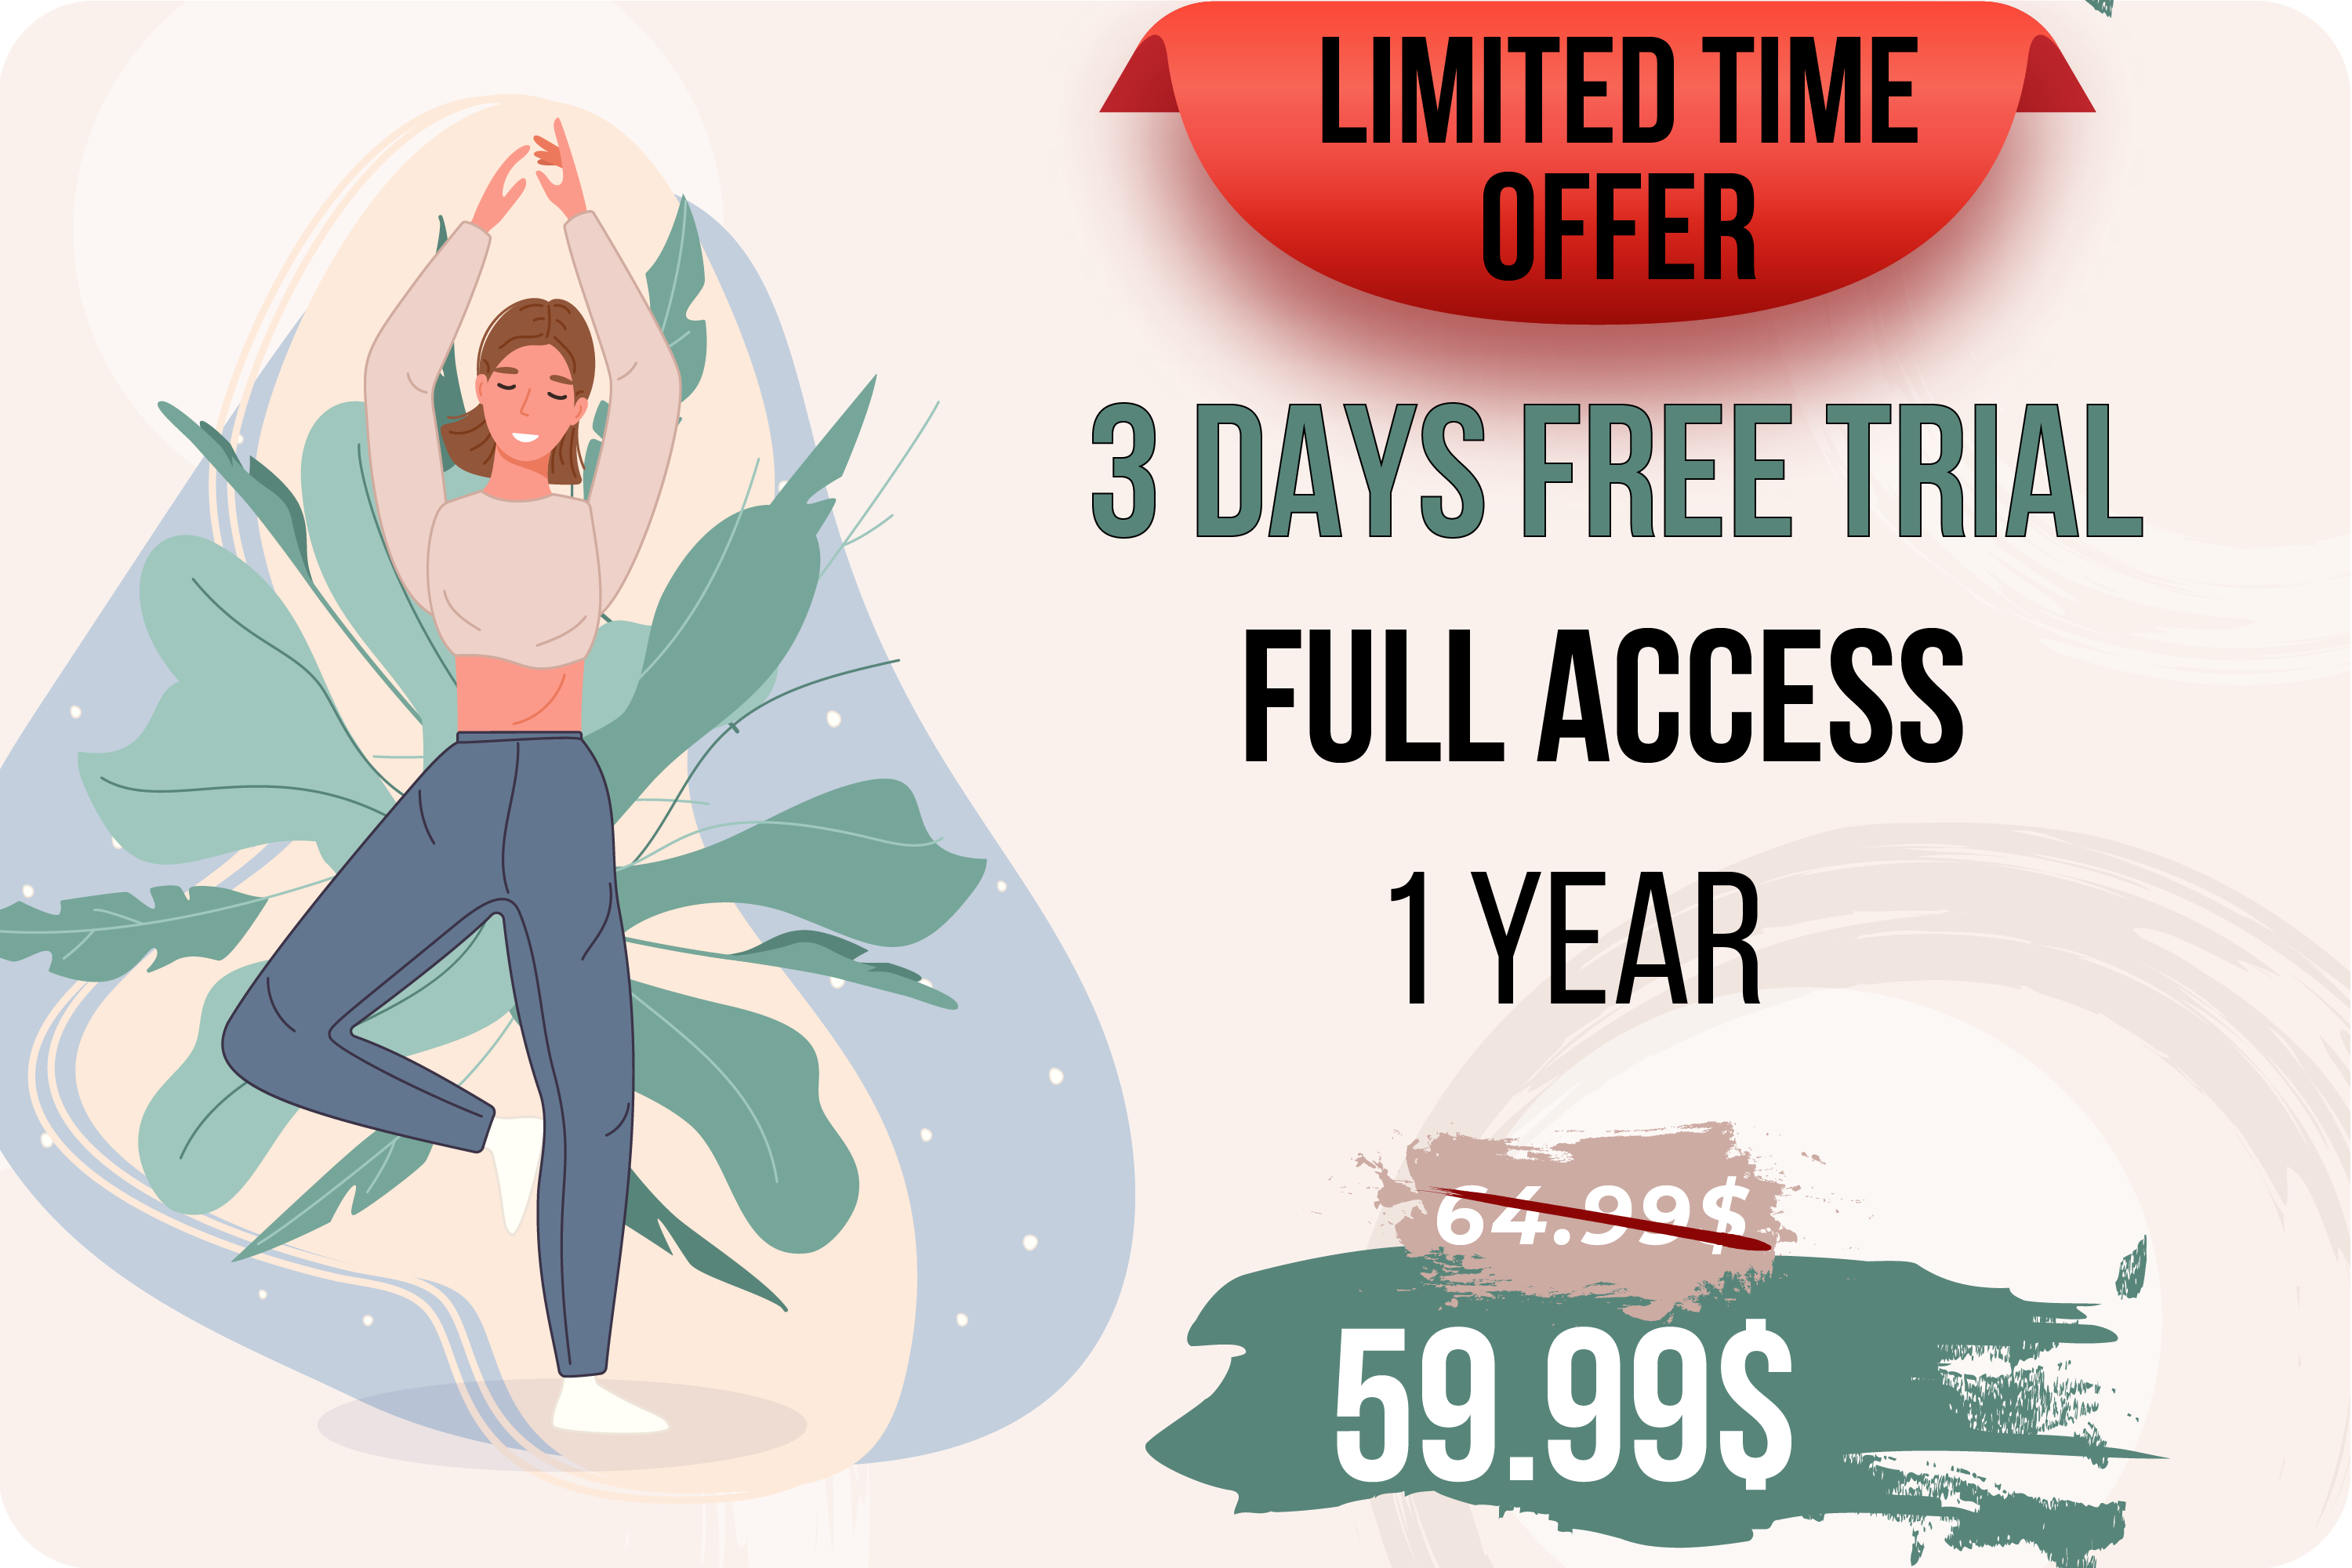 LIMITED TIME
OFFER
3 DAYS FREE TRIAL
FULL ACCESS
1 YEAR
64.99$
59.99$